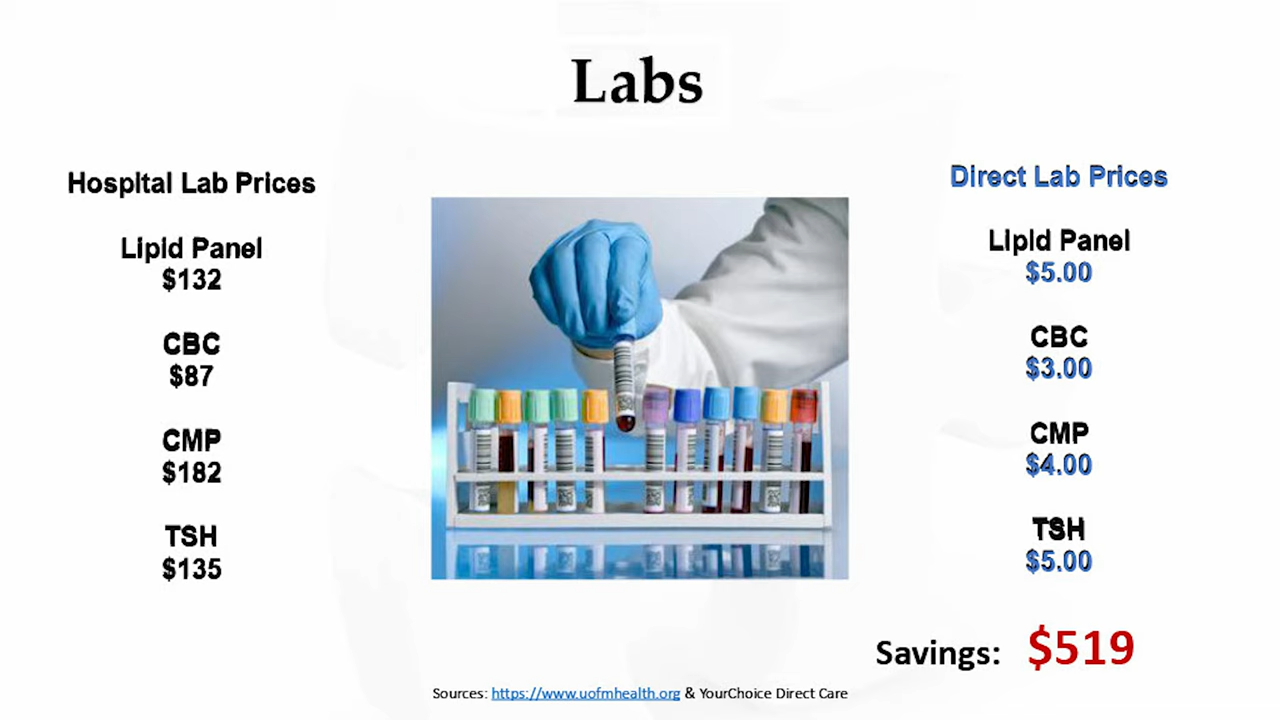 Labs
Hospital Lab Prices
Lipid Panel
$132
CBC
$87
CMP
$182
TSH
$135
Direct Lab Prices
Lipid Panel
$5.00
CBC
$3.00
CMP
$4.00
TSH
$5.00
Savings: $519
Sources: https://www.uofmhealth.org & YourChoice Direct Care